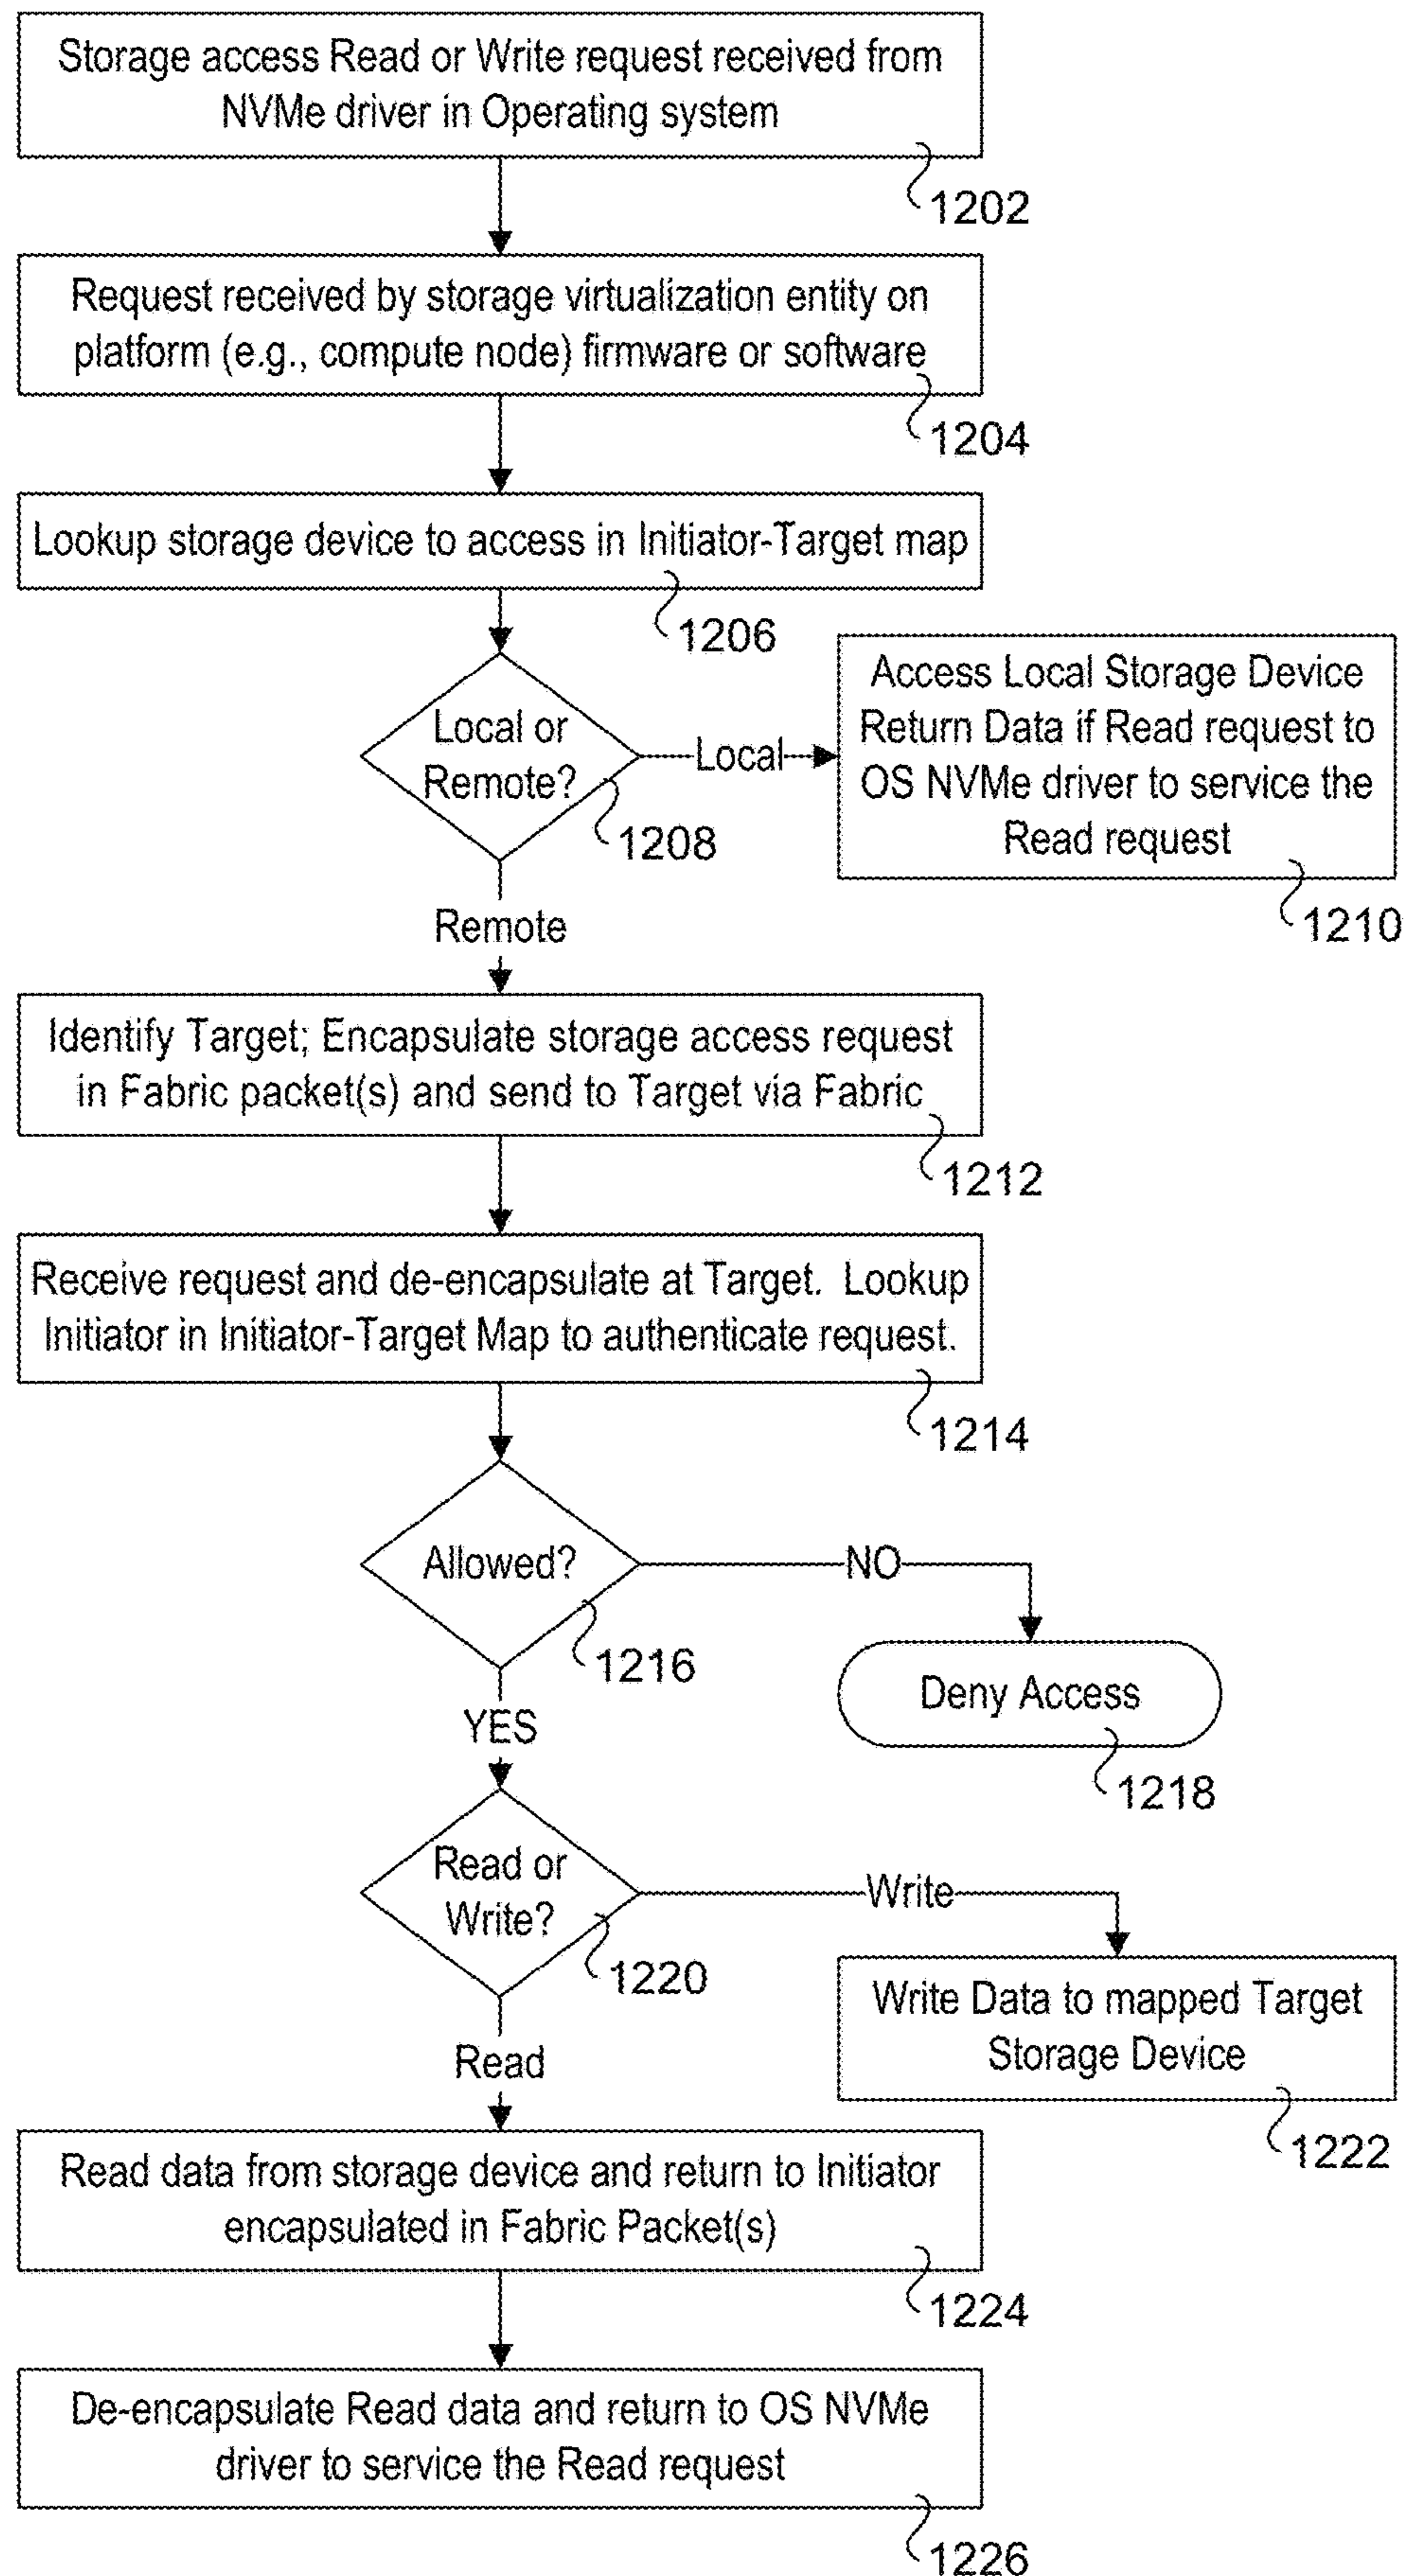 Storage access Read or Write request received from
NVMe driver in Operating system
1202
Request received by storage virtualization entity on
platform (e.g., compute node) firmware or software
1204
Lookup storage device to access in Initiator-Target map
1206
Local or
Remote?
1208
Local
Access Local Storage Device
Return Data if Read request to
OS NVMe driver to service the
Read request
1210
Remote
Identify Target; Encapsulate storage access request
in Fabric packet(s) and send to Target via Fabric
1212
Receive request and de-encapsulate at Target. Lookup
Initiator in Initiator-Target Map to authenticate request.
1214
Allowed?
1216
NO
Deny Access
1218
YES
Read or
Write?
1220
Write
Write Data to mapped Target
Storage Device
1222
Read
Read data from storage device and return to Initiator
encapsulated in Fabric Packet(s)
1224
De-encapsulate Read data and return to OS NVMe
driver to service the Read request
1226